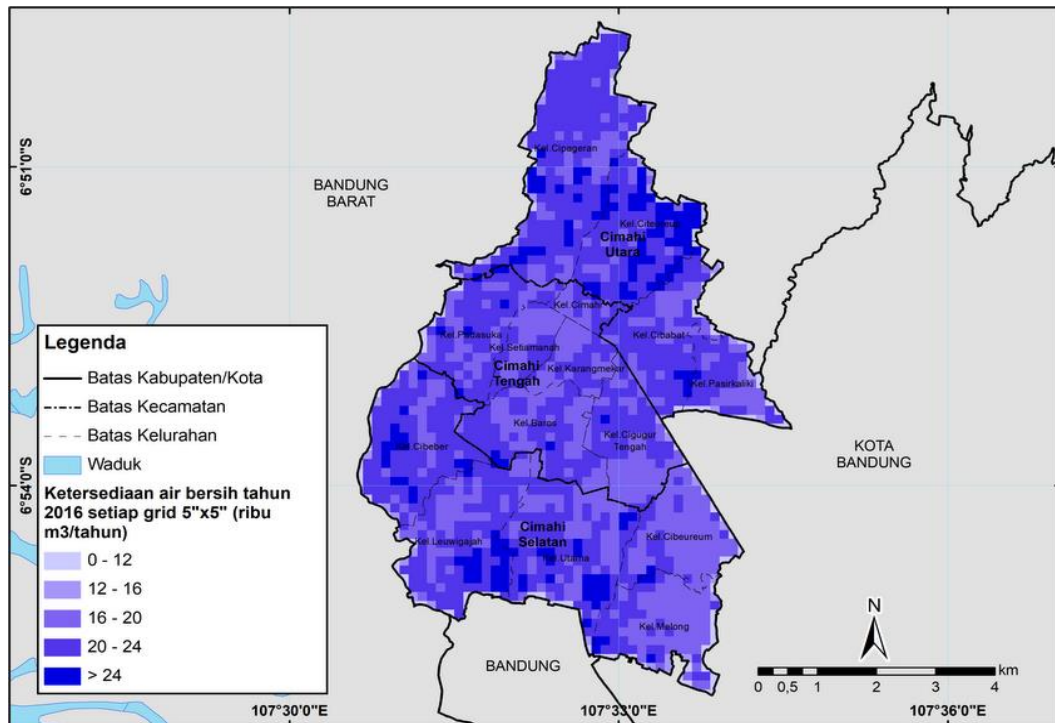 6°51'0"S
6°54'0"S
BANDUNG
BARAT
Kel.Cipageran
Kel.Citeureup
Cimahi
Utara
Kel.Cimahi
Kel.Padasuka
Kel.Cibabat
Kel.Setiamanah
Cimahi
Tengah
Kel.Karangmekar
Kel.Pasirkaliki
Kel.Baros
Kel.Cigugur
Tengah
Kel.Cibeber
KOTA
BANDUNG
Cimahi
Selatan
Kel.Leuwigajah
Kel.Utama
Kel.Cibeureum
Kel.Melong
BANDUNG
Legenda
Batas Kabupaten/Kota
Batas Kecamatan
Batas Kelurahan
Waduk
Ketersediaan air bersih tahun
2016 setiap grid 5"x5" (ribu
m3/tahun)
0 - 12
12 - 16
16 - 20
20 - 24
> 24
N
km
0 0,5 1 2 3 4
107°30'0"E
107°33'0"E
107°36'0"E